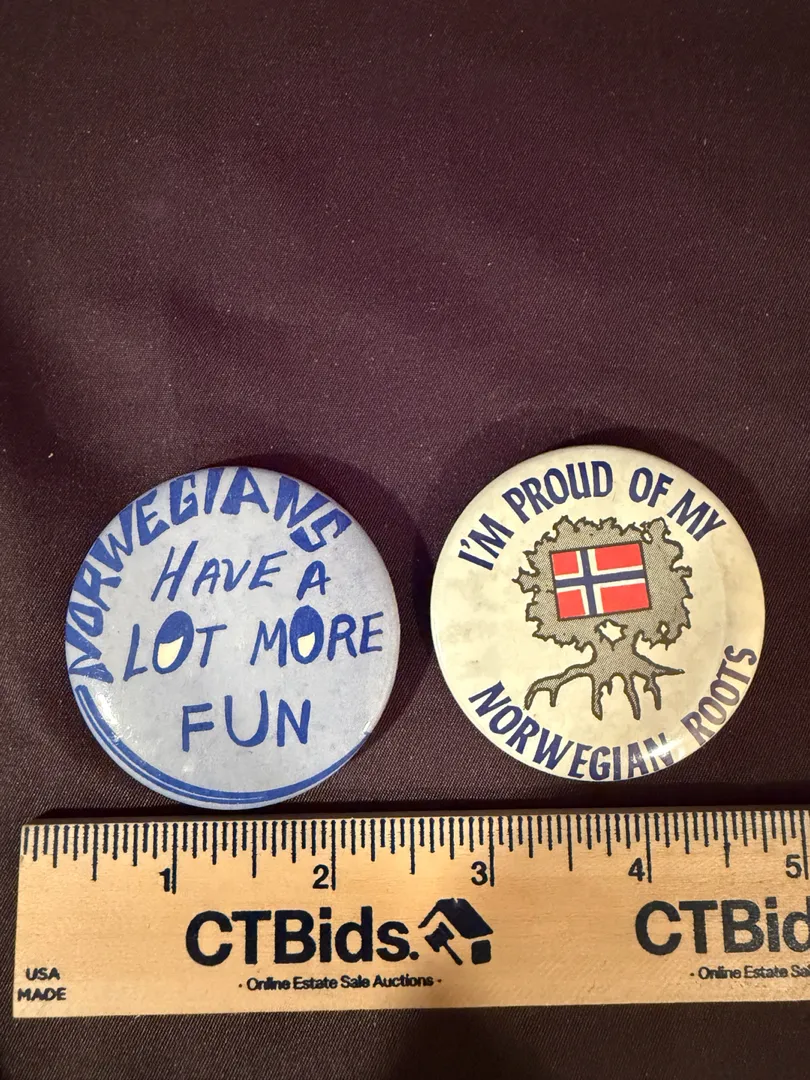 NORWEGIANS
HAVE A
LOT MORE
FUN
I'M PROUD OF MY
NORWEGIAN ROOTS
1 2 3 4 5
CTBids.
· Online Estate Sale Auctions ·
USA
MADE
CTBid
· Online Estate Sa